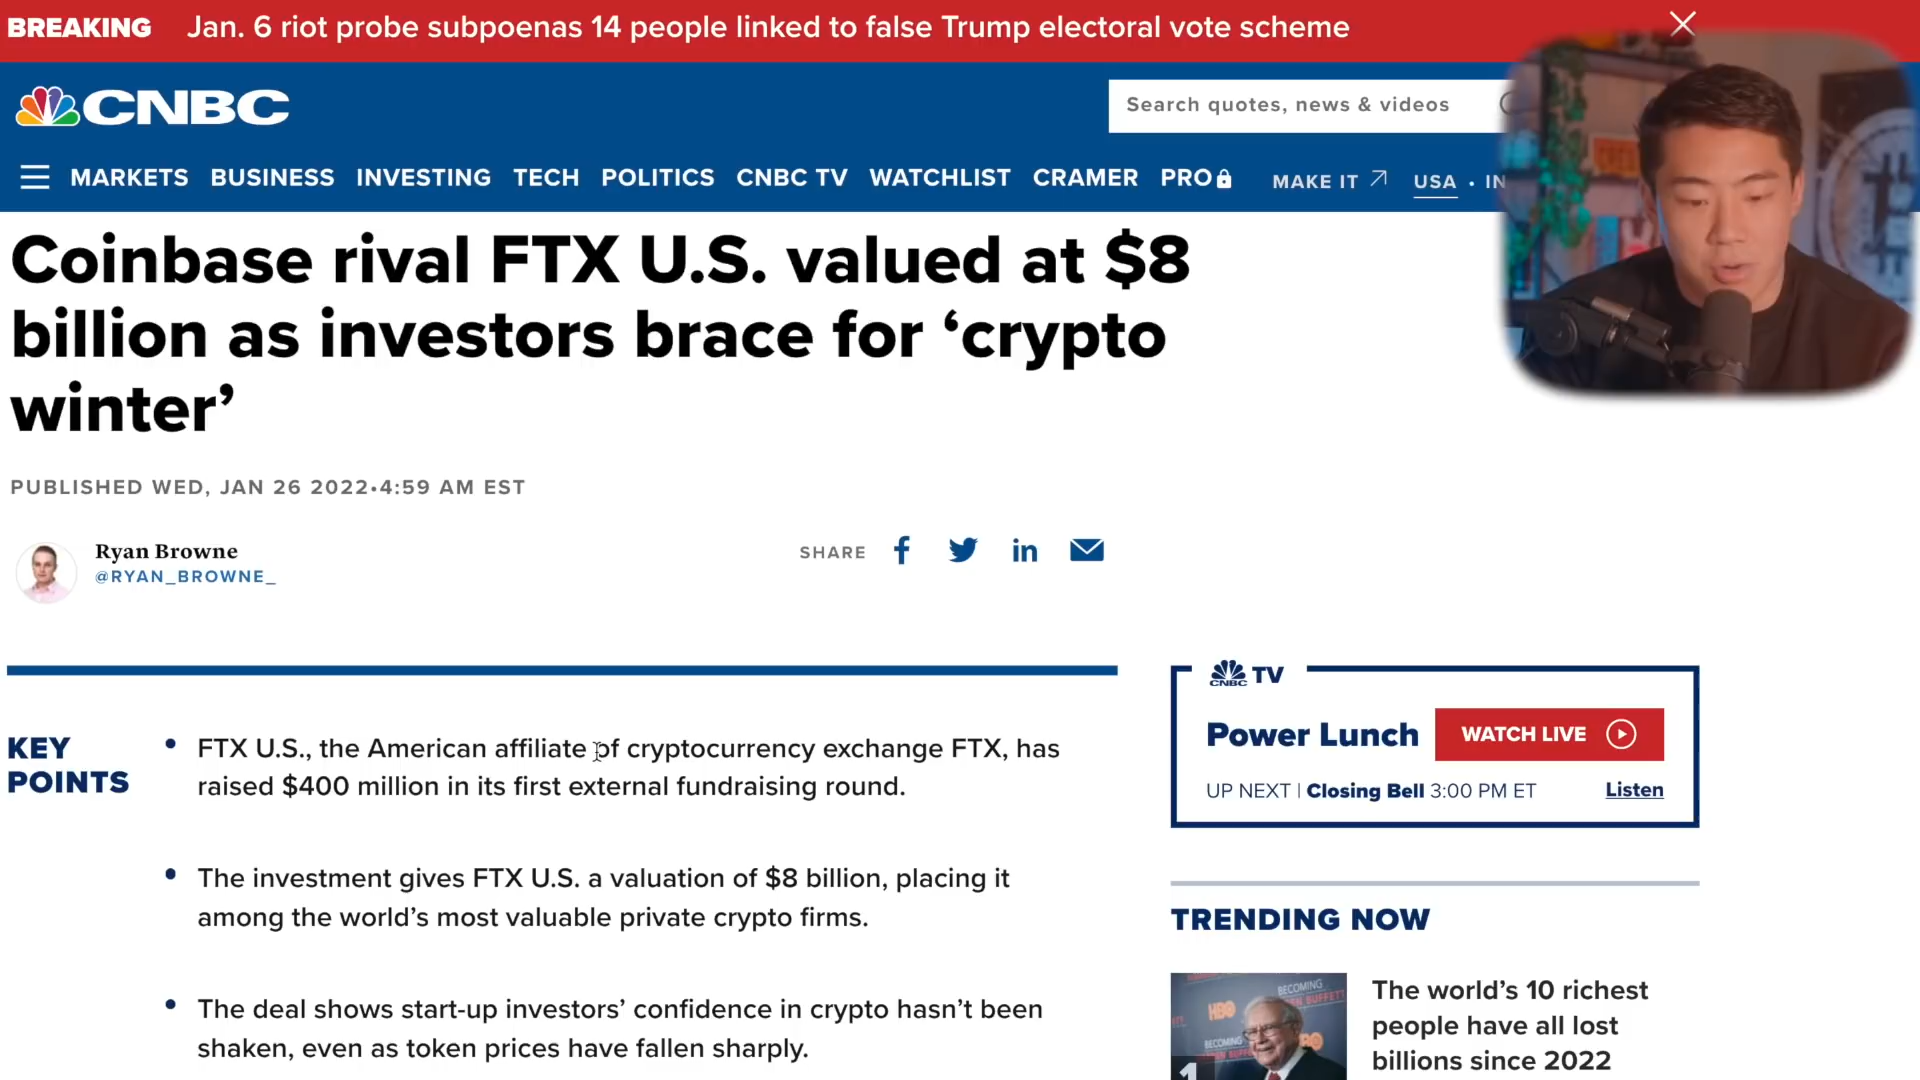 BREAKING Jan. 6 riot probe subpoenas 14 people linked to false Trump electoral vote scheme
CNBC
Search quotes, news & videos
MARKETS BUSINESS INVESTING TECH POLITICS CNBC TV WATCHLIST CRAMER PRO MAKE IT USA • IN
Coinbase rival FTX U.S. valued at $8
billion as investors brace for ‘crypto
winter’
PUBLISHED WED, JAN 26 2022•4:59 AM EST
Ryan Browne
@RYAN_BROWNE_
SHARE
KEY
POINTS
• FTX U.S., the American affiliate of cryptocurrency exchange FTX, has
raised $400 million in its first external fundraising round.
• The investment gives FTX U.S. a valuation of $8 billion, placing it
among the world’s most valuable private crypto firms.
• The deal shows start-up investors’ confidence in crypto hasn’t been
shaken, even as token prices have fallen sharply.
CNBC TV
Power Lunch
WATCH LIVE
UP NEXT | Closing Bell 3:00 PM ET
Listen
TRENDING NOW
HBO
BECOMING
BUFFETT
BECOMING
1
The world’s 10 richest
people have all lost
billions since 2022